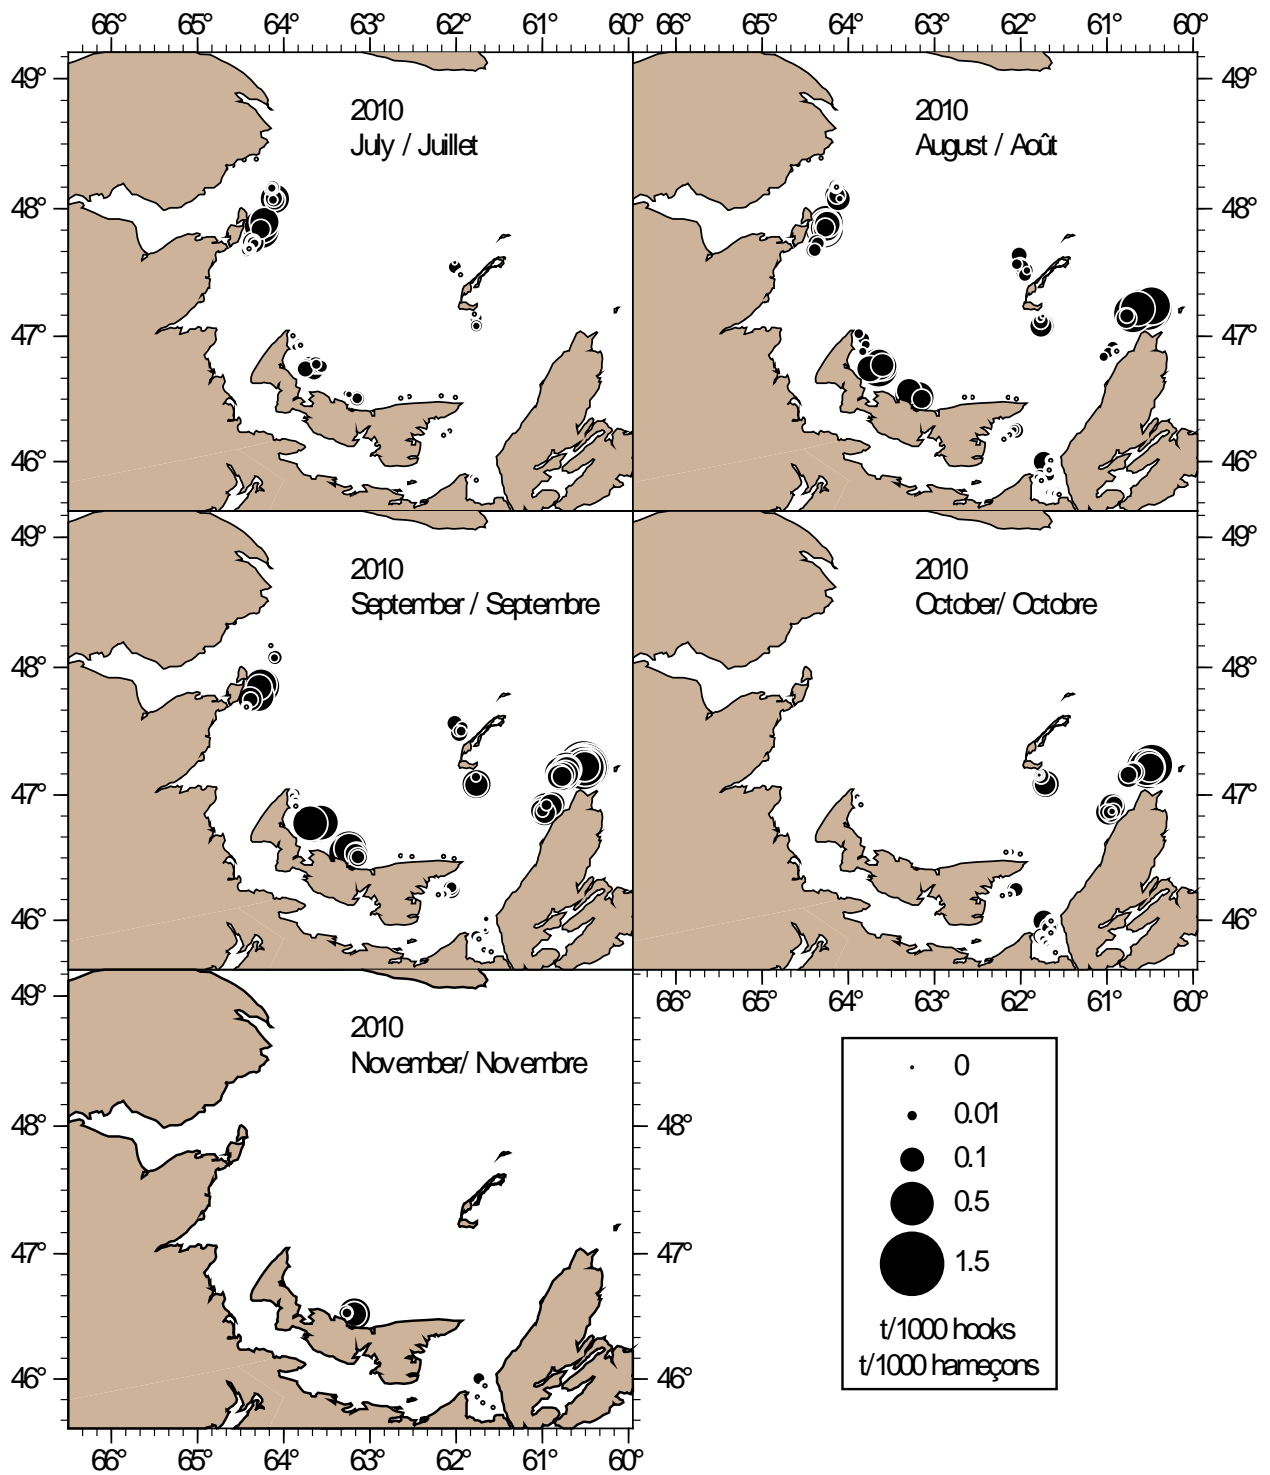 66° 65° 64° 63° 62° 61° 60° 66° 65° 64° 63° 62° 61° 60°
49° 49°
2010 2010
July / Juillet August / Août
48° 48°
47° 47°
46° 46°
49° 49°
2010 2010
September / Septembre October/ Octobre
48° 48°
47° 47°
46° 46°
49°
66° 65° 64° 63° 62° 61° 60°
2010
November/ Novembre
0
48° 48°
0.01
0.1
0.5
47° 47°
1.5
t/1000 hooks
t/1000 hameçons
46° 46°
66° 65° 64° 63° 62° 61° 60°